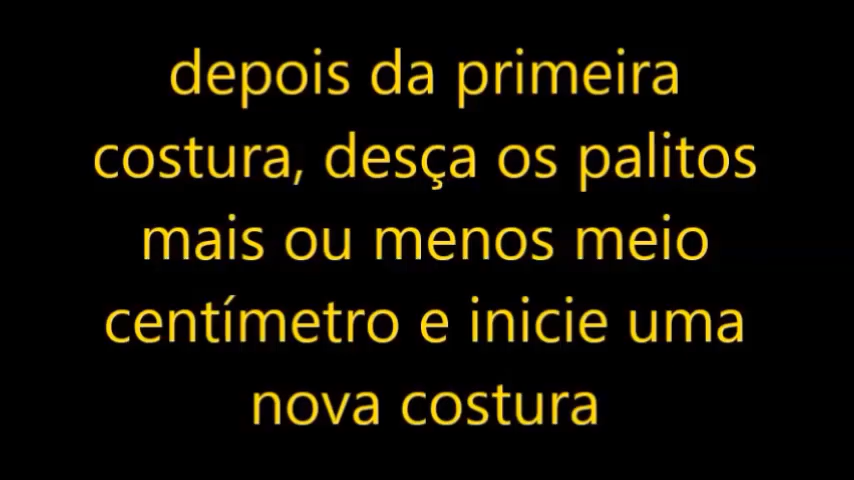 depois da primeira
costura, desça os palitos
mais ou menos meio
centímetro e inicie uma
nova costura